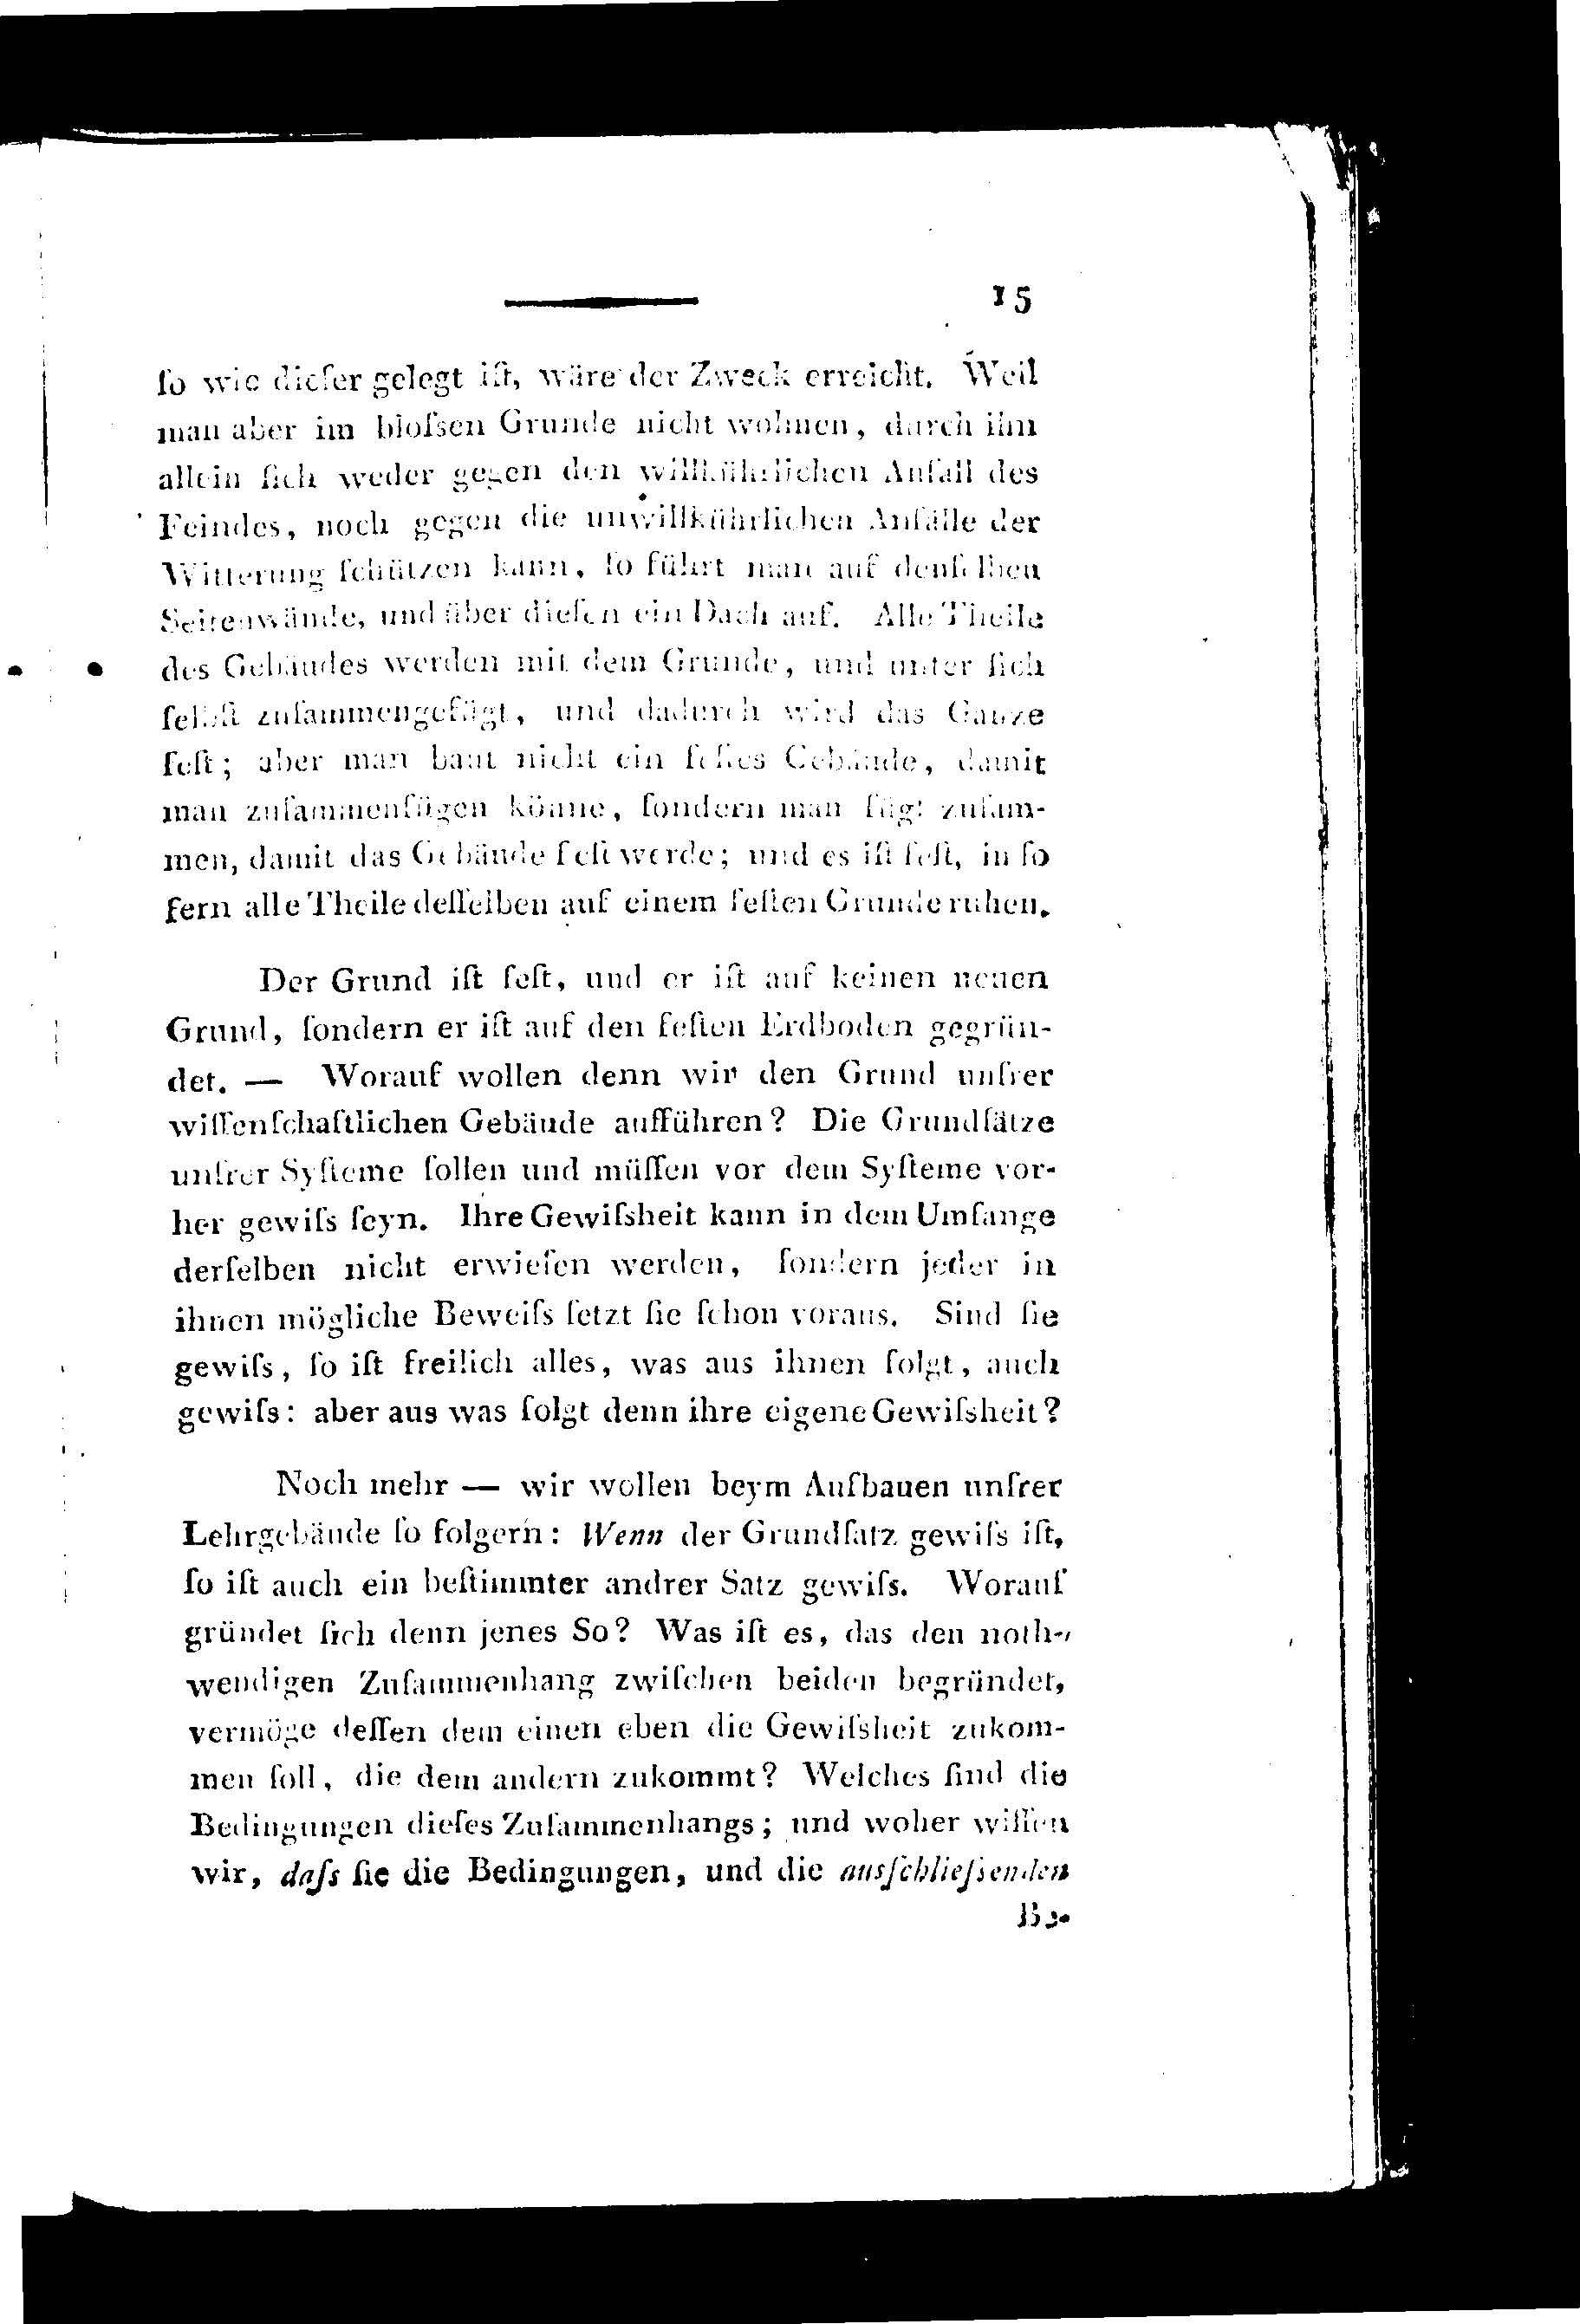 15
ſo wie dieſer gelegt iſt, wäre der Zweck erreicht. Weil
man aber im bloſsen Grunde nicht wohnen, durch ihn
allein ſich weder gegen den willkührlichen Anfall des
Feindes, noch gegen die unwillkührlichen Anfälle der
Witterung ſchützen kann, ſo führt man auf denſelben
Seitenwände, und über dieſen ein Dach auf. Alle Theile
des Gebäudes werden mit dem Grunde, und unter ſich
ſelbſt zuſammengefügt, und dadurch wird das Ganze
feſt; aber man baut nicht ein feſtes Gebäude, damit
man zuſammenfügen könne, ſondern man fügt zuſam-
men, damit das Gebäude feſt werde; und es iſt feſt, in ſo
fern alle Theile deſſelben auf einem feſten Grunde ruhen.
Der Grund iſt feſt, und er iſt auf keinen neuen
Grund, ſondern er iſt auf den feſten Erdboden gegrün-
det. — Worauf wollen denn wir den Grund unſrer
wiſſenſchaftlichen Gebäude aufführen? Die Grundſätze
unſrer Syſteme ſollen und müſſen vor dem Syſteme vor-
her gewiſs ſeyn. Ihre Gewiſsheit kann in dem Umfange
derſelben nicht erwieſen werden, ſondern jeder in
ihnen mögliche Beweiſs ſetzt ſie ſchon voraus. Sind ſie
gewiſs, ſo iſt freilich alles, was aus ihnen folgt, auch
gewiſs: aber aus was folgt denn ihre eigene Gewiſsheit?
Noch mehr — wir wollen beym Aufbauen unſrer
Lehrgebäude ſo folgern: Wenn der Grundſatz gewiſs iſt,
ſo iſt auch ein beſtimmter andrer Satz gewiſs. Worauf
gründet ſich denn jenes So? Was iſt es, das den noth-
wendigen Zuſammenhang zwiſchen beiden begründet,
vermöge deſſen dem einen eben die Gewiſsheit zukom-
men ſoll, die dem andern zukommt? Welches ſind die
Bedingungen dieſes Zuſammenhangs; und woher wiſſen
wir, daſs ſie die Bedingungen, und die ausſchlieſsenden
Be-